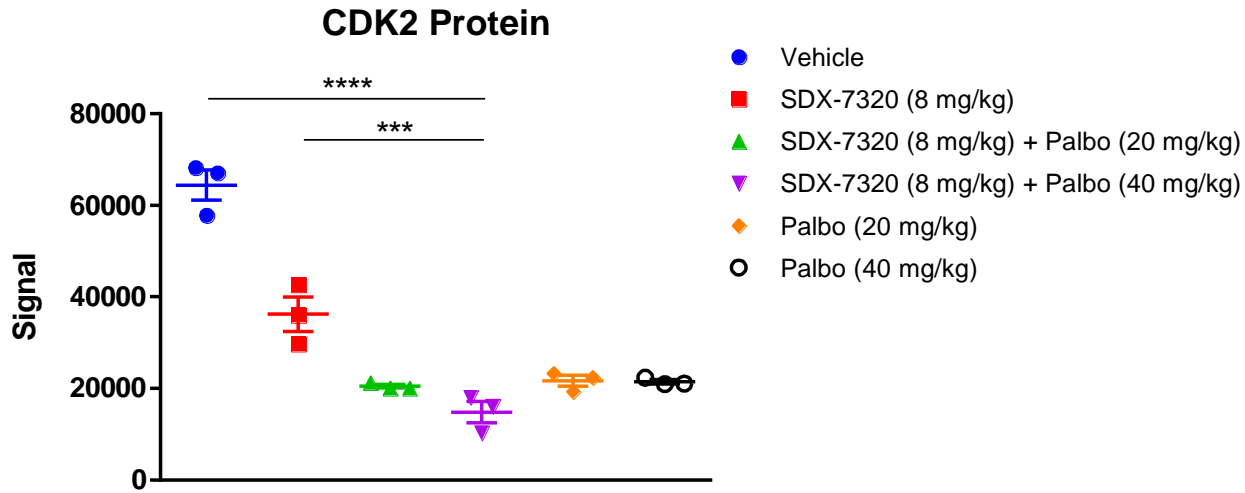 CDK2 Protein
****
***
Signal
80000
60000
40000
20000
0
Vehicle
SDX-7320 (8 mg/kg)
SDX-7320 (8 mg/kg) + Palbo (20 mg/kg)
SDX-7320 (8 mg/kg) + Palbo (40 mg/kg)
Palbo (20 mg/kg)
Palbo (40 mg/kg)